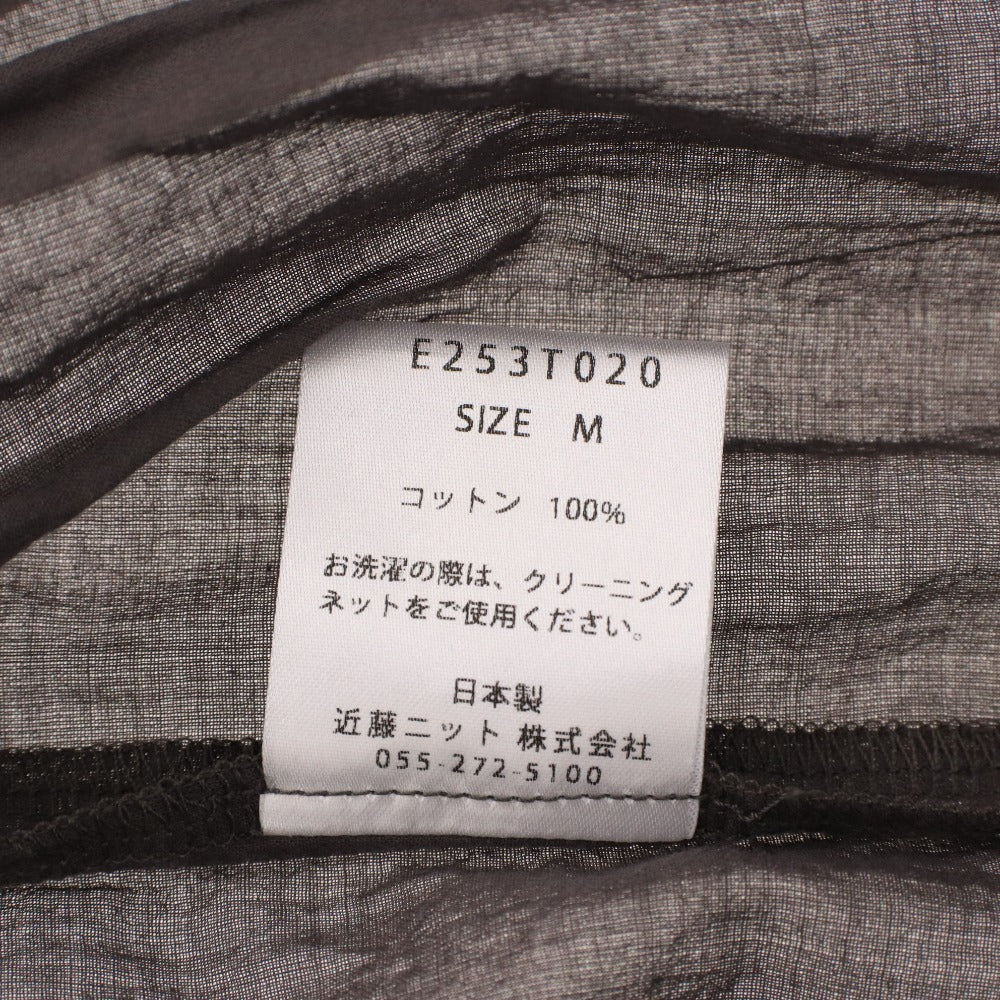 E253T020
SIZE M
コットン 100%
お洗濯の際は、クリーニング
ネットをご使用ください。
日本製
近藤ニット 株式会社
055-272-5100